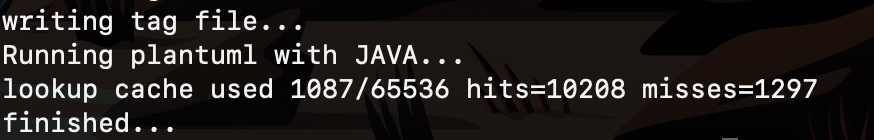 writing tag file...
Running plantuml with JAVA...
lookup cache used 1087/65536 hits=10208 misses=1297
finished...